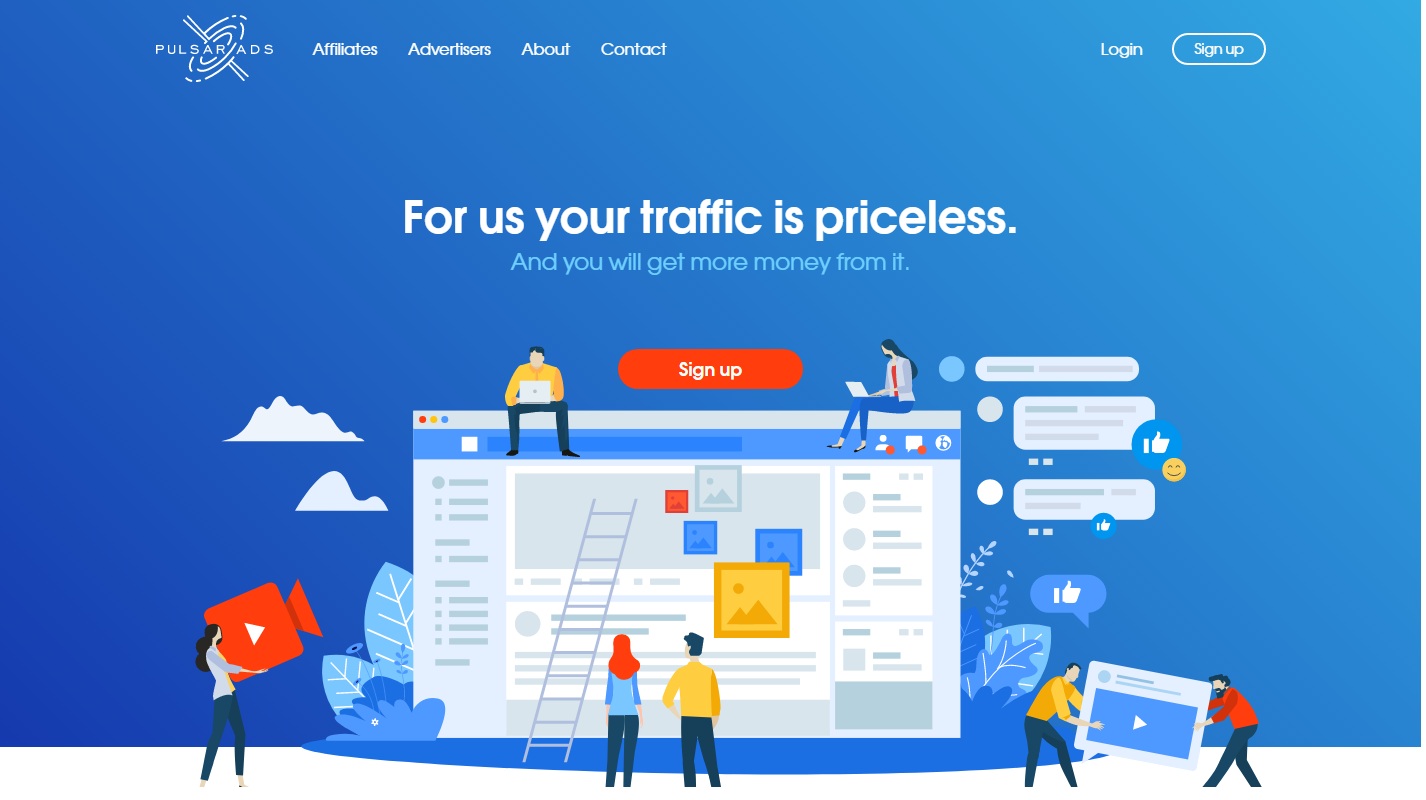 PULSAR ADS
Affiliates
Advertisers
About
Contact
Login
Sign up
For us your traffic is priceless.
And you will get more money from it.
Sign up